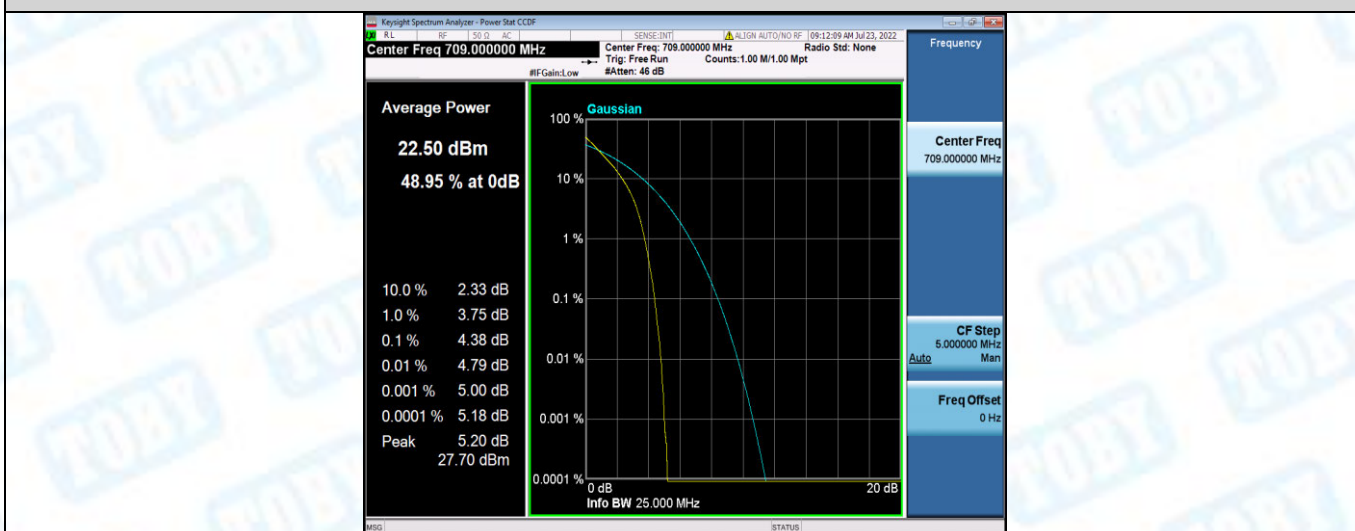 Keysight Spectrum Analyzer - Power Stat CCDF
RL RF 50 Ω AC SENSE:INT ALIGN AUTO/NO RF 09:12:09 AM Jul 23, 2022
Center Freq 709.000000 MHz
Center Freq: 709.000000 MHz Radio Std: None
Trig: Free Run Counts:1.00 M/1.00 Mpt
#IFGain:Low #Atten: 46 dB
Frequency
Average Power
22.50 dBm
48.95 % at 0dB
10.0 % 2.33 dB
1.0 % 3.75 dB
0.1 % 4.38 dB
0.01 % 4.79 dB
0.001 % 5.00 dB
0.0001 % 5.18 dB
Peak 5.20 dB
27.70 dBm
Gaussian
100 %
10 %
1 %
0.1 %
0.01 %
0.001 %
0.0001 %
0 dB 20 dB
Info BW 25.000 MHz
Center Freq
709.000000 MHz
CF Step
5.000000 MHz
Auto Man
Freq Offset
0 Hz
MSG STATUS
TOBY
TOBY
TOBY
TOBY
TOBY
TOBY